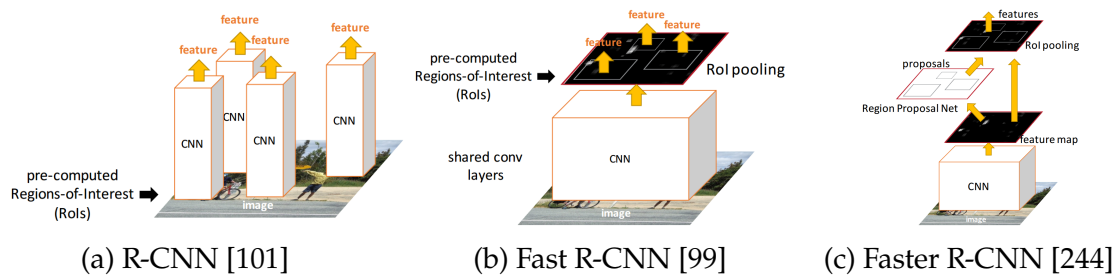 feature
feature
feature
feature
CNN
CNN
CNN
CNN
pre-computed
Regions-of-Interest
(RoIs)
image
(a) R-CNN [101]
feature
feature
feature
pre-computed
Regions-of-Interest
(RoIs)
RoI pooling
shared conv
layers
CNN
image
(b) Fast R-CNN [99]
features
RoI pooling
proposals
Region Proposal Net
feature map
CNN
image
(c) Faster R-CNN [244]